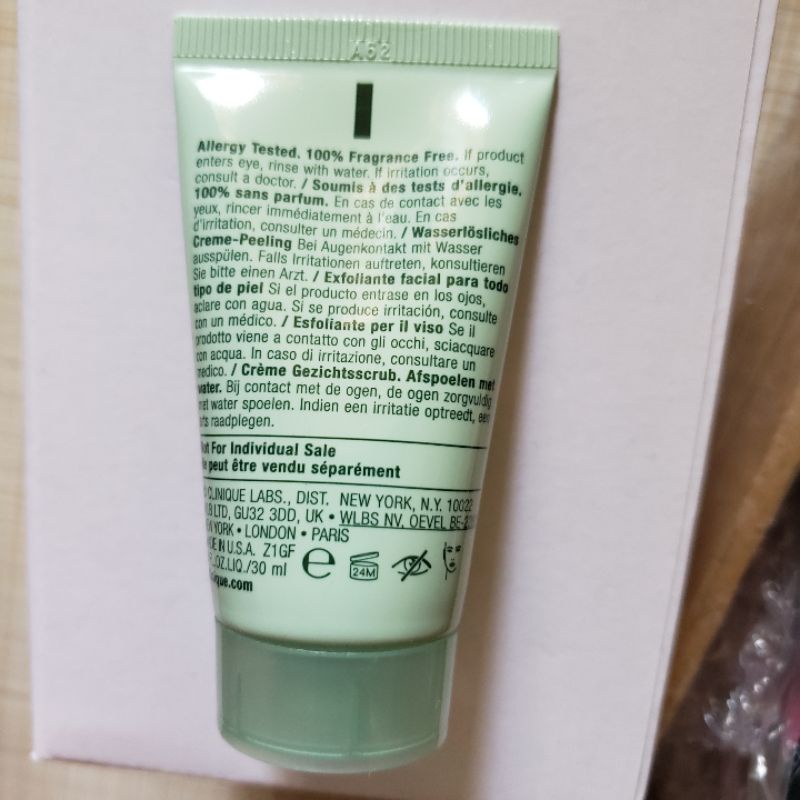 A52
Allergy Tested. 100% Fragrance Free. If product
enters eye, rinse with water. If irritation occurs,
consult a doctor. / Soumis à des tests d'allergie.
100% sans parfum. En cas de contact avec les
yeux, rincer immédiatement à l'eau. En cas
d'irritation, consulter un médecin. / Wasserlösliches
Creme-Peeling Bei Augenkontakt mit Wasser
ausspülen. Falls Irritationen auftreten, konsultieren
Sie bitte einen Arzt. / Exfoliante facial para todo
tipo de piel Si el producto entrase en los ojos,
aclare con agua. Si se produce irritación, consulte
con un médico. / Esfoliante per il viso Se il
prodotto viene a contatto con gli occhi, sciacquare
con acqua. In caso di irritazione, consultare un
medico. / Crème Gezichtsscrub. Afspoelen met
water. Bij contact met de ogen, de ogen zorgvuldig
met water spoelen. Indien een irritatie optreedt, een
arts raadplegen.
Not For Individual Sale
peut être vendu séparément
CLINIQUE LABS., DIST. NEW YORK, N.Y. 10022
LTD, GU32 3DD, UK • WLBS NV, OEVEL
NEW YORK • LONDON • PARIS
IN U.S.A. Z1GF
OZ.LIQ./30 ml e 24M